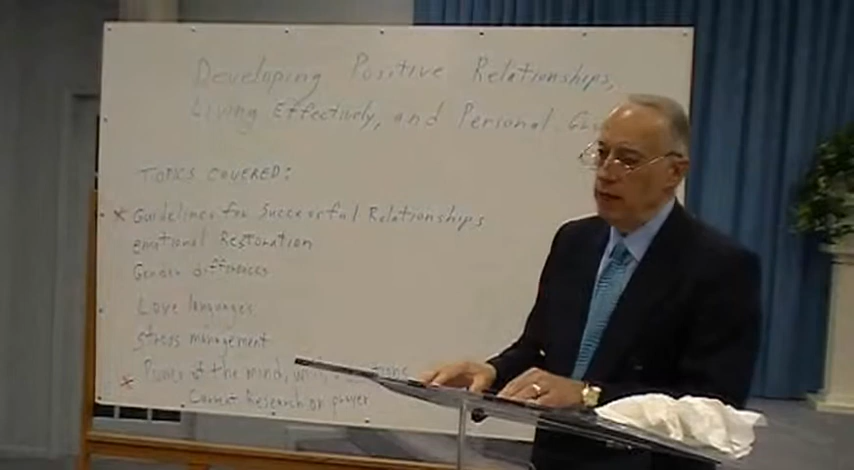 Developing Positive Relationships,
Living Effectively, and Personal
TOPICS COVERED:
* Guidelines for Successful Relationships
emotional Restoration
Gender differences
Love languages
stress management
* Power of the mind,
Current Research on prayer